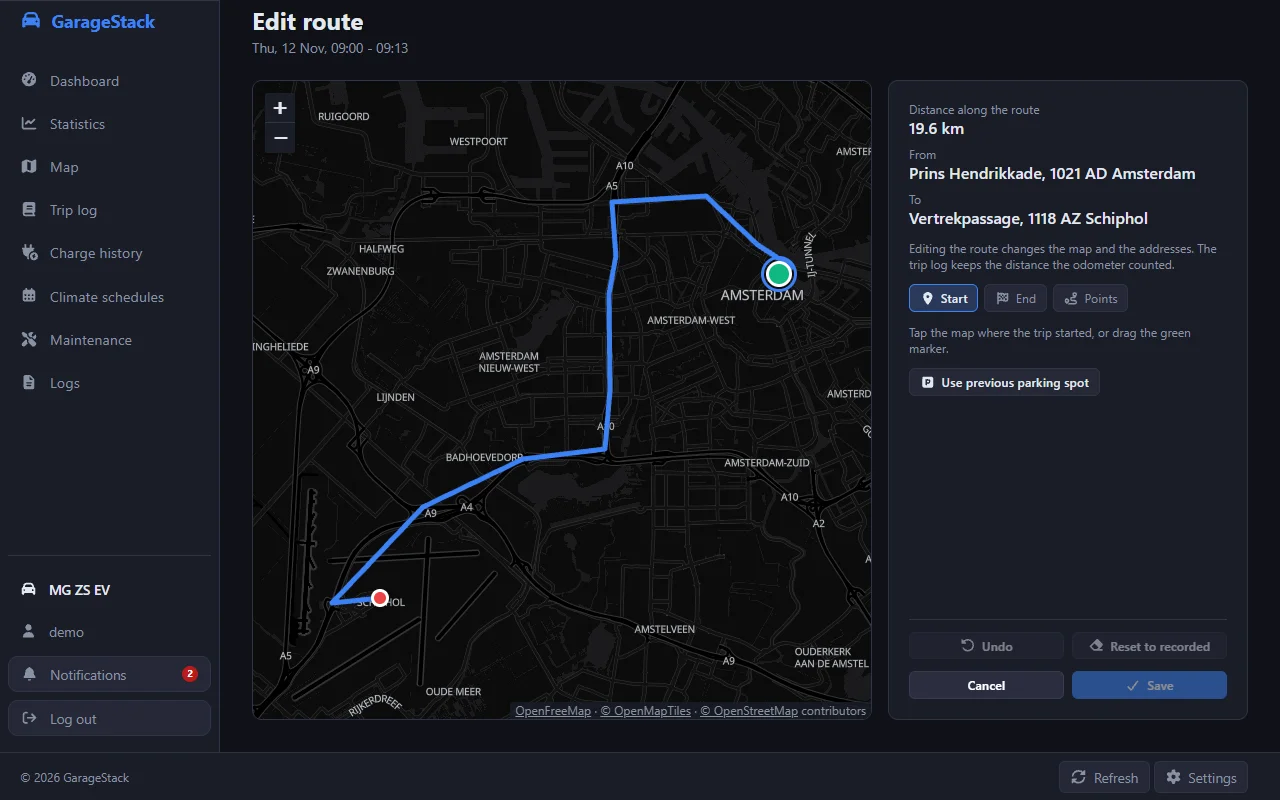 GarageStack
Dashboard
Statistics
Map
Trip log
Charge history
Climate schedules
Maintenance
Logs
MG ZS EV
demo
Notifications
2
Log out
Edit route
Thu, 12 Nov, 09:00 - 09:13
+
−
RUIGOORD
WESTPOORT
AMSTER
A10
A5
HALFWEG
ZWANENBURG
IJ-TUNNEL
AMSTERDAM
AMSTERDAM-WEST
INGHELIEDE
AMSTERDAM
NIEUW-WEST
A9
LIJNDEN
AMSTERD
BADHOEVEDORP
AMSTERDAM-ZUID
A10
A4
A9
A2
AMSTELVEEN
A5
A9
OUDERKERK
AAN DE AMSTEL
OUDE MEER
RIJKERDREEF
OpenFreeMap · © OpenMapTiles · © OpenStreetMap contributors
Distance along the route
19.6 km
From
Prins Hendrikkade, 1021 AD Amsterdam
To
Vertrekpassage, 1118 AZ Schiphol
Editing the route changes the map and the addresses. The
trip log keeps the distance the odometer counted.
Start
End
Points
Tap the map where the trip started, or drag the green
marker.
P
Use previous parking spot
Undo
Reset to recorded
Cancel
Save
© 2026 GarageStack
Refresh
Settings